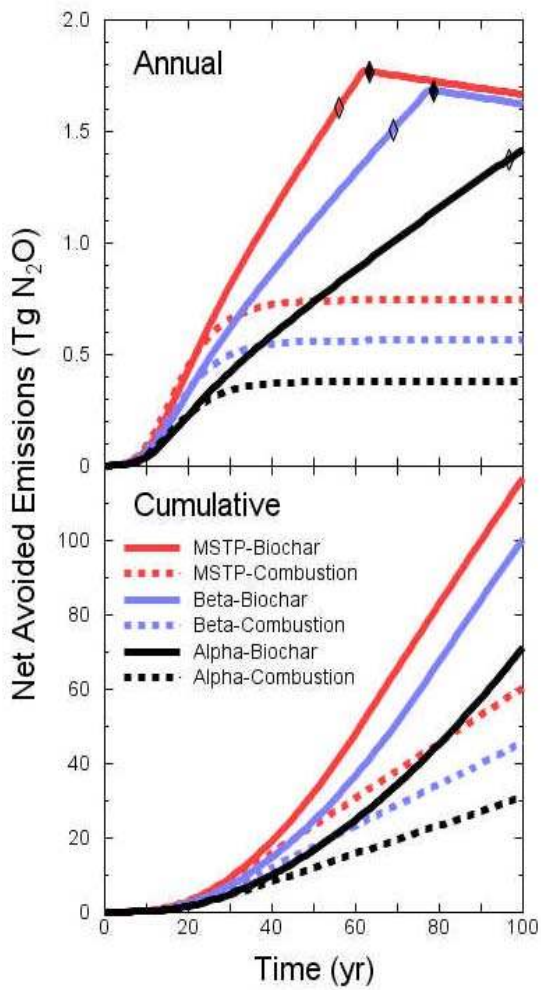 Net Avoided Emissions (Tg N₂O)
2.0
Annual
1.5
1.0
0.5
0
Cumulative
100
MSTP-Biochar
MSTP-Combustion
Beta-Biochar
80
Beta-Combustion
Alpha-Biochar
Alpha-Combustion
60
40
20
0
0 20 40 60 80 100
Time (yr)